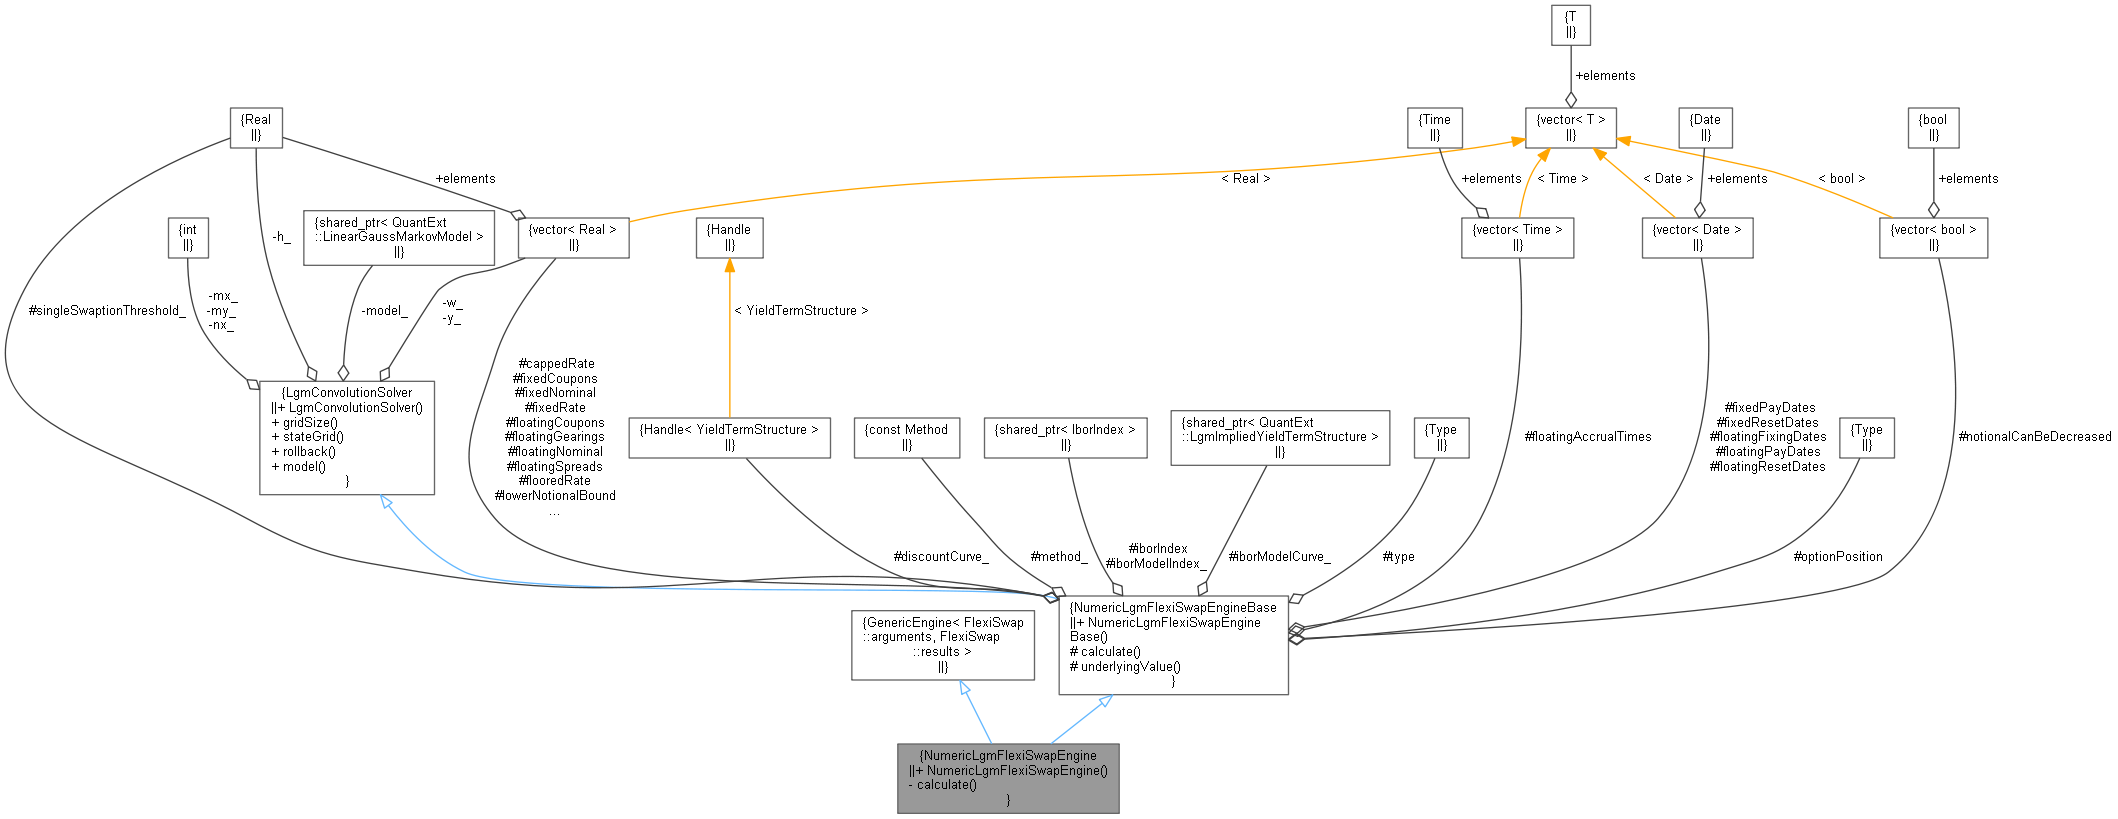 {T
||}
+elements
{Real
||}
{Time
||}
{vector< T >
||}
{Date
||}
{bool
||}
+elements
< Real >
+elements
< Time >
< Date >
+elements
< bool >
+elements
{int
||}
-h_
{shared_ptr< QuantExt
::LinearGaussMarkovModel >
||}
{vector< Real >
||}
{Handle
||}
{vector< Time >
||}
{vector< Date >
||}
{vector< bool >
||}
#singleSwaptionThreshold_
-mx_
-my_
-nx_
-model_
-w_
-y_
< YieldTermStructure >
{LgmConvolutionSolver
||+ LgmConvolutionSolver()
+ gridSize()
+ stateGrid()
+ rollback()
+ model()
}
#cappedRate
#fixedCoupons
#fixedNominal
#fixedRate
#floatingCoupons
#floatingGearings
#floatingNominal
#floatingSpreads
#flooredRate
#lowerNotionalBound
...
{Handle< YieldTermStructure >
||}
{const Method
||}
{shared_ptr< IborIndex >
||}
{shared_ptr< QuantExt
::LgmImpliedYieldTermStructure >
||}
{Type
||}
#floatingAccrualTimes
#fixedPayDates
#fixedResetDates
#floatingFixingDates
#floatingPayDates
#floatingResetDates
{Type
||}
#notionalCanBeDecreased
#discountCurve_
#method_
#iborIndex
#iborModelIndex_
#iborModelCurve_
#type
#optionPosition
{GenericEngine< FlexiSwap
::arguments, FlexiSwap
::results >
||}
{NumericLgmFlexiSwapEngineBase
||+ NumericLgmFlexiSwapEngine
Base()
# calculate()
# underlyingValue()
}
{NumericLgmFlexiSwapEngine
||+ NumericLgmFlexiSwapEngine()
- calculate()
}